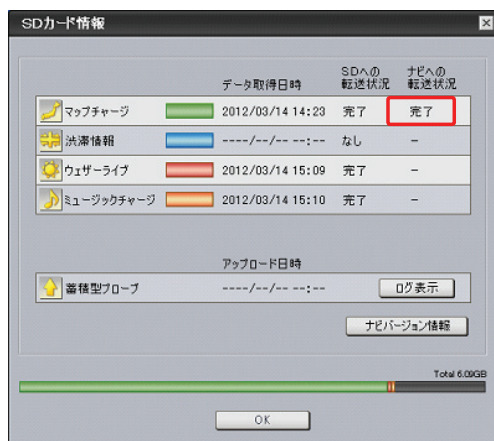 SDカード情報
データ取得日時 SDへの転送状況 ナビへの転送状況
マップチャージ 2012/03/14 14:23 完了 完了
渋滞情報 ----/--/-- --:-- なし −
ウェザーライブ 2012/03/14 15:09 完了 −
ミュージックチャージ 2012/03/14 15:10 完了 −
アップロード日時
蓄積型プローブ ----/--/-- --:-- ログ表示
ナビバージョン情報
Total 6.09GB
OK